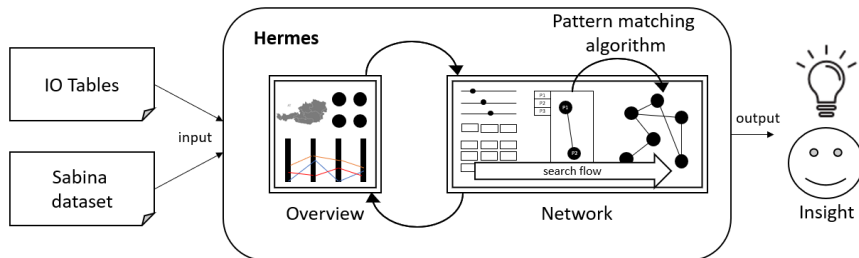 Pattern matching
algorithm
Hermes
IO Tables
input
Sabina
dataset
P1
P2
P3
P1
P2
search flow
output
Overview
Network
Insight